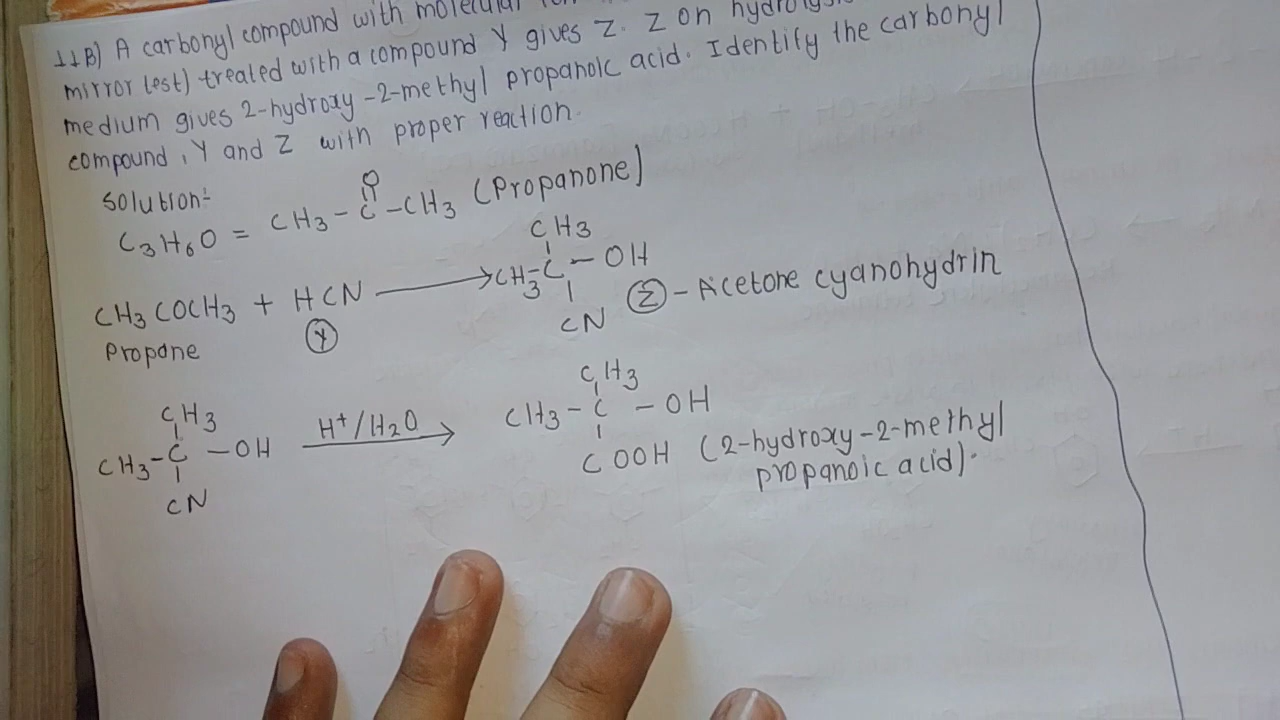 11B) A carbonyl compound with
mirror test) treated with a compound Y gives Z. Z on
medium gives 2-hydroxy-2-methyl propanoic acid. Identify the carbonyl
compound, Y and Z with proper reaction.
Solution:-
C3H6O = CH3-C-CH3 (Propanone)
O
CH3
CH3COCH3 + HCN → CH3-C-OH
CN
Propane
Y
Z - Acetone cyanohydrin
CH3
CH3-C-OH
CN
H+/H2O
CH3
CH3-C-OH
COOH (2-hydroxy-2-methyl
propanoic acid).